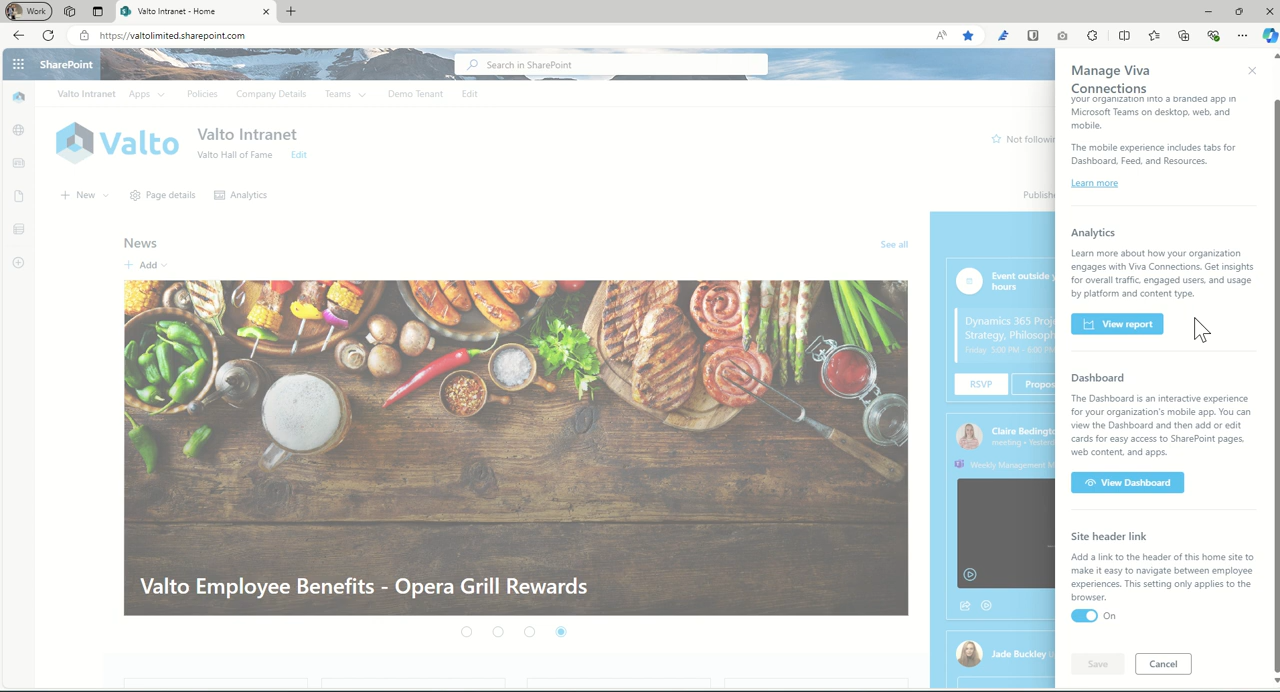 Work
Valto Intranet - Home
https://valtolimited.sharepoint.com
SharePoint
Search in SharePoint
Valto Intranet
Apps
Policies
Company Details
Teams
Demo Tenant
Edit
Valto
Valto Intranet
Valto Hall of Fame
Edit
Not followin
New
Page details
Analytics
Publishe
News
See all
Add
Valto Employee Benefits - Opera Grill Rewards
Event outside y
hours
Dynamics 365 Proje
Strategy, Philosoph
Friday 5:00 PM - 6:00 PM
RSVP
Propos
Claire Bedingto
meeting • Yesterd
Weekly Management M
Jade Buckley u
Manage Viva
Connections
your organization into a branded app in
Microsoft Teams on desktop, web, and
mobile.
The mobile experience includes tabs for
Dashboard, Feed, and Resources.
Learn more
Analytics
Learn more about how your organization
engages with Viva Connections. Get insights
for overall traffic, engaged users, and usage
by platform and content type.
View report
Dashboard
The Dashboard is an interactive experience
for your organization's mobile app. You can
view the Dashboard and then add or edit
cards for easy access to SharePoint pages,
web content, and apps.
View Dashboard
Site header link
Add a link to the header of this home site to
make it easy to navigate between employee
experiences. This setting only applies to the
browser.
On
Save
Cancel